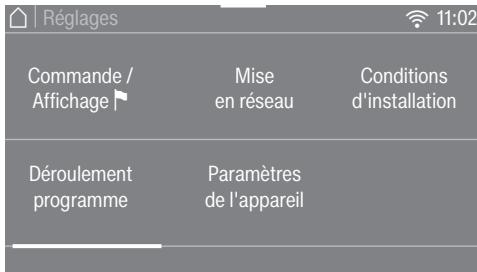 Réglages
11:02
Commande /
Affichage
Mise
en réseau
Conditions
d'installation
Déroulement
programme
Paramètres
de l'appareil